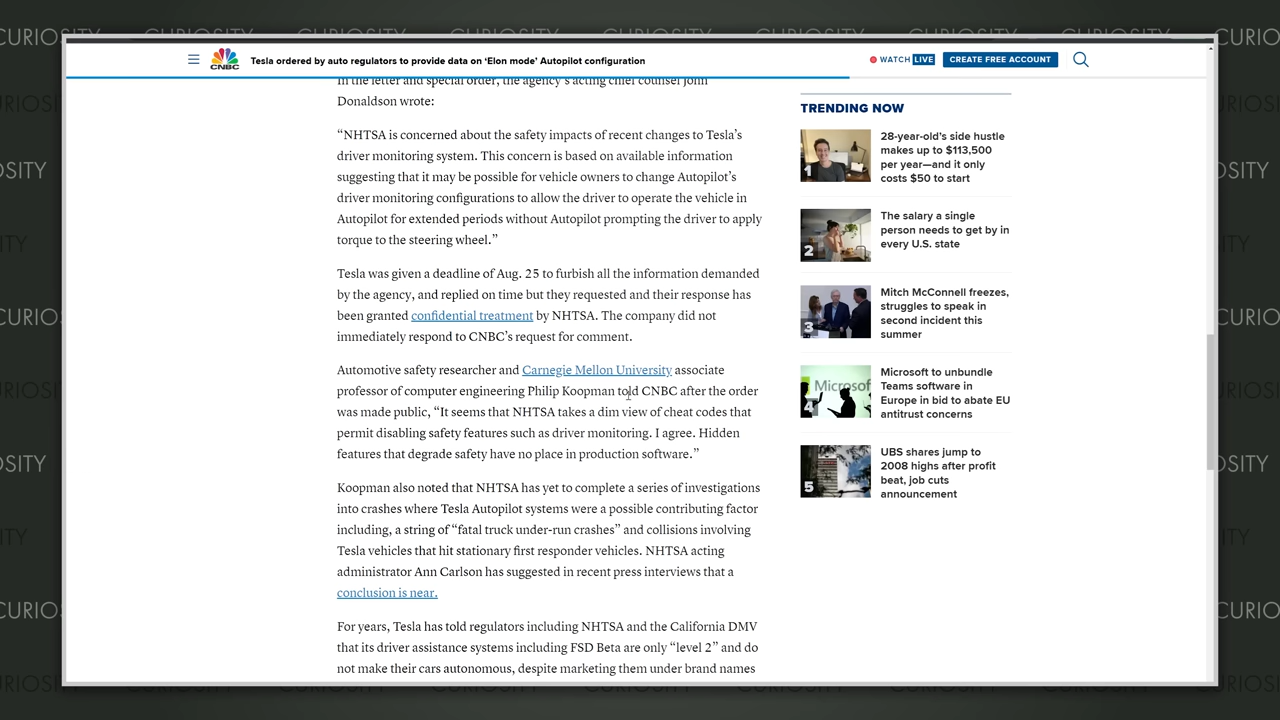 CURIOSITY CURIOSITY CURIOSITY CURIOSITY CURIOSITY
CNBC
Tesla ordered by auto regulators to provide data on ‘Elon mode’ Autopilot configuration
WATCH LIVE
CREATE FREE ACCOUNT
In the letter and special order, the agency’s acting chief counsel John
Donaldson wrote:
“NHTSA is concerned about the safety impacts of recent changes to Tesla’s
driver monitoring system. This concern is based on available information
suggesting that it may be possible for vehicle owners to change Autopilot’s
driver monitoring configurations to allow the driver to operate the vehicle in
Autopilot for extended periods without Autopilot prompting the driver to apply
torque to the steering wheel.”
Tesla was given a deadline of Aug. 25 to furbish all the information demanded
by the agency, and replied on time but they requested and their response has
been granted confidential treatment by NHTSA. The company did not
immediately respond to CNBC’s request for comment.
Automotive safety researcher and Carnegie Mellon University associate
professor of computer engineering Philip Koopman told CNBC after the order
was made public, “It seems that NHTSA takes a dim view of cheat codes that
permit disabling safety features such as driver monitoring. I agree. Hidden
features that degrade safety have no place in production software.”
Koopman also noted that NHTSA has yet to complete a series of investigations
into crashes where Tesla Autopilot systems were a possible contributing factor
including, a string of “fatal truck under-run crashes” and collisions involving
Tesla vehicles that hit stationary first responder vehicles. NHTSA acting
administrator Ann Carlson has suggested in recent press interviews that a
conclusion is near.
For years, Tesla has told regulators including NHTSA and the California DMV
that its driver assistance systems including FSD Beta are only “level 2” and do
not make their cars autonomous, despite marketing them under brand names
TRENDING NOW
1
28-year-old’s side hustle
makes up to $113,500
per year—and it only
costs $50 to start
2
The salary a single
person needs to get by in
every U.S. state
3
Mitch McConnell freezes,
struggles to speak in
second incident this
summer
Microsof
4
Microsoft to unbundle
Teams software in
Europe in bid to abate EU
antitrust concerns
5
UBS shares jump to
2008 highs after profit
beat, job cuts
announcement